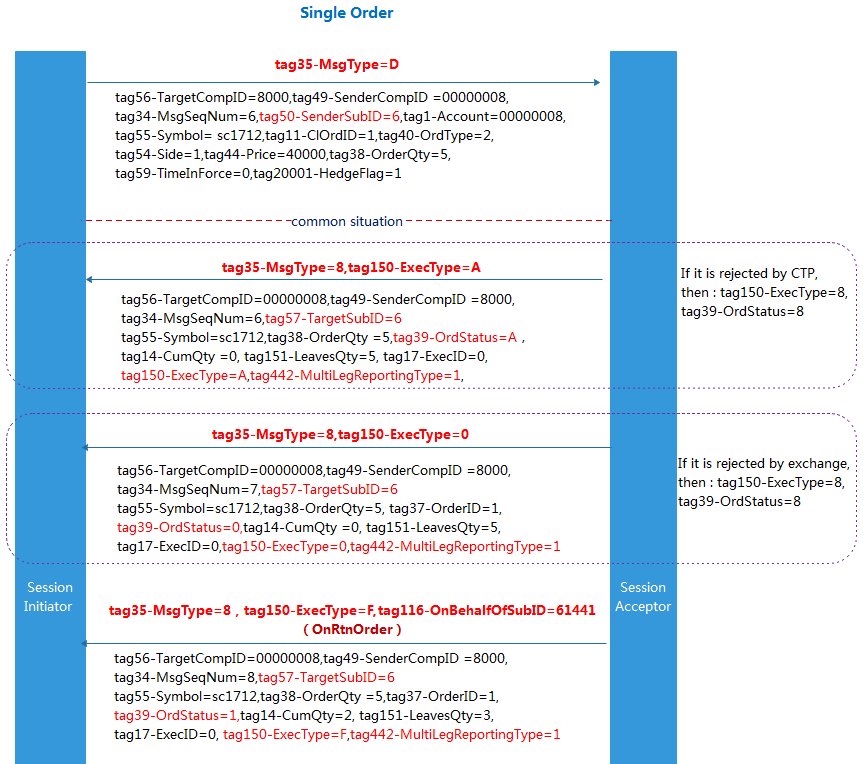 Single Order
tag35-MsgType=D
tag56-TargetCompID=8000,tag49-SenderCompID =00000008,
tag34-MsgSeqNum=6,tag50-SenderSubID=6,tag1-Account=00000008,
tag55-Symbol= sc1712,tag11-ClOrdID=1,tag40-OrdType=2,
tag54-Side=1,tag44-Price=40000,tag38-OrderQty=5,
tag59-TimeInForce=0,tag20001-HedgeFlag=1
common situation
tag35-MsgType=8,tag150-ExecType=A
tag56-TargetCompID=00000008,tag49-SenderCompID =8000,
tag34-MsgSeqNum=6,tag57-TargetSubID=6
tag55-Symbol=sc1712,tag38-OrderQty =5,tag39-OrdStatus=A ,
tag14-CumQty =0, tag151-LeavesQty=5, tag17-ExecID=0,
tag150-ExecType=A,tag442-MultiLegReportingType=1,
If it is rejected by CTP,
then : tag150-ExecType=8,
tag39-OrdStatus=8
tag35-MsgType=8,tag150-ExecType=0
tag56-TargetCompID=00000008,tag49-SenderCompID =8000,
tag34-MsgSeqNum=7,tag57-TargetSubID=6
tag55-Symbol=sc1712,tag38-OrderQty=5, tag37-OrderID=1,
tag39-OrdStatus=0,tag14-CumQty =0, tag151-LeavesQty=5,
tag17-ExecID=0,tag150-ExecType=0,tag442-MultiLegReportingType=1
If it is rejected by exchange,
then : tag150-ExecType=8,
tag39-OrdStatus=8
Session
Initiator
Session
Acceptor
tag35-MsgType=8 , tag150-ExecType=F,tag116-OnBehalfOfSubID=61441
（OnRtnOrder）
tag56-TargetCompID=00000008,tag49-SenderCompID =8000,
tag34-MsgSeqNum=8,tag57-TargetSubID=6
tag55-Symbol=sc1712,tag38-OrderQty =5,tag37-OrderID=1,
tag39-OrdStatus=1,tag14-CumQty=2, tag151-LeavesQty=3,
tag17-ExecID=0, tag150-ExecType=F,tag442-MultiLegReportingType=1